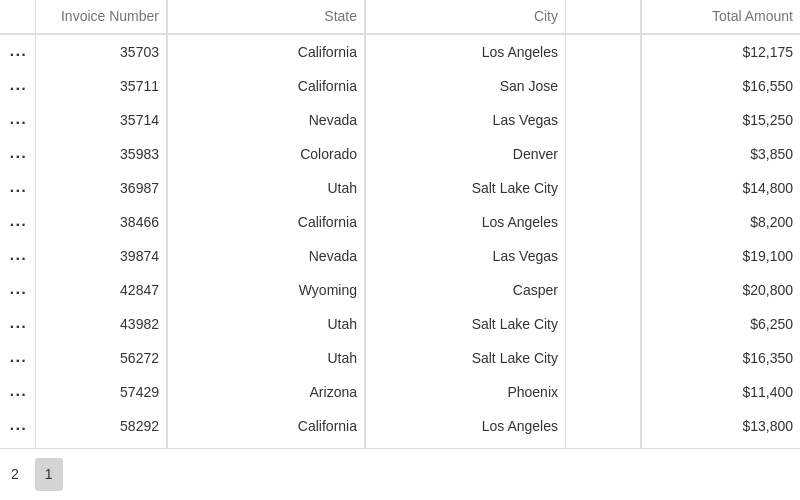 Invoice Number State City Total Amount
... 35703 California Los Angeles $12,175
... 35711 California San Jose $16,550
... 35714 Nevada Las Vegas $15,250
... 35983 Colorado Denver $3,850
... 36987 Utah Salt Lake City $14,800
... 38466 California Los Angeles $8,200
... 39874 Nevada Las Vegas $19,100
... 42847 Wyoming Casper $20,800
... 43982 Utah Salt Lake City $6,250
... 56272 Utah Salt Lake City $16,350
... 57429 Arizona Phoenix $11,400
... 58292 California Los Angeles $13,800
2 1